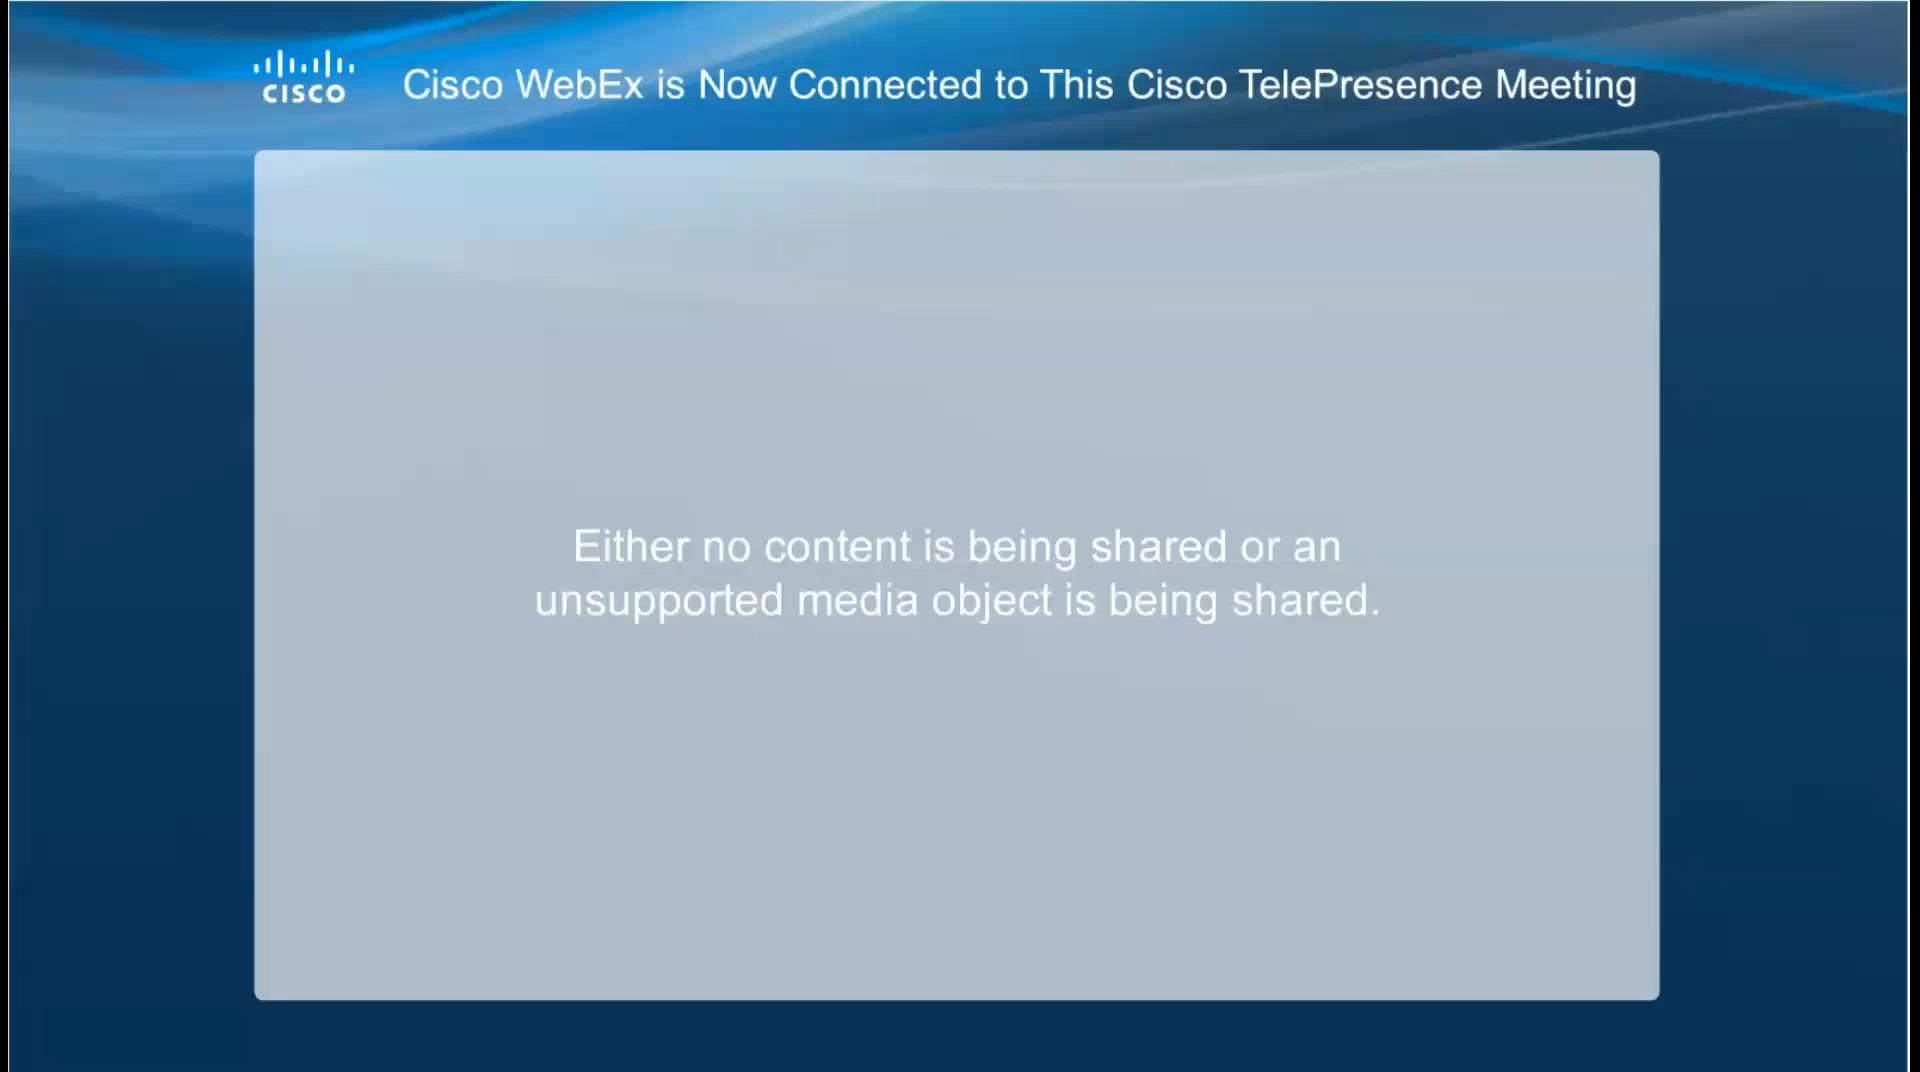 CISCO
Cisco WebEx is Now Connected to This Cisco TelePresence Meeting
Either no content is being shared or an
unsupported media object is being shared.